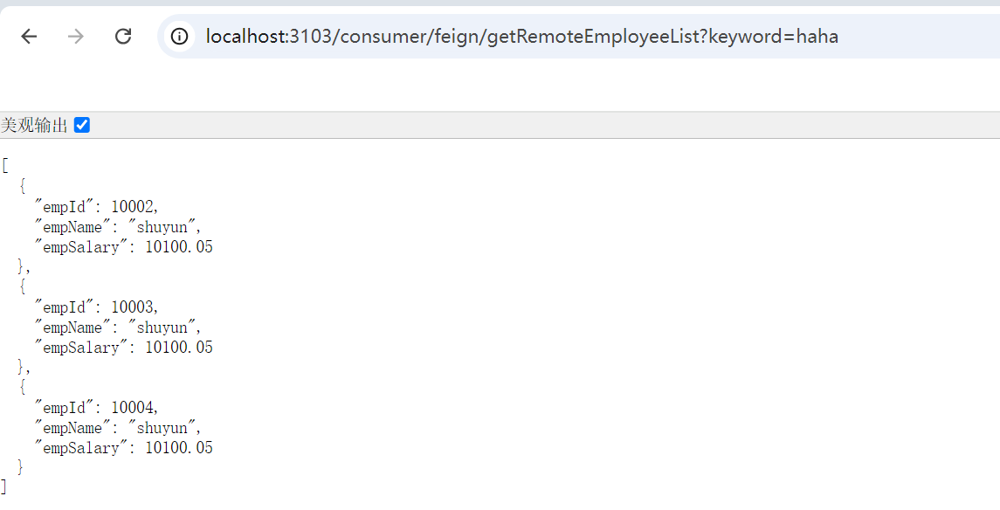 localhost:3103/consumer/feign/getRemoteEmployeeList?keyword=haha
美观输出
[
  {
    "empId": 10002,
    "empName": "shuyun",
    "empSalary": 10100.05
  },
  {
    "empId": 10003,
    "empName": "shuyun",
    "empSalary": 10100.05
  },
  {
    "empId": 10004,
    "empName": "shuyun",
    "empSalary": 10100.05
  }
]